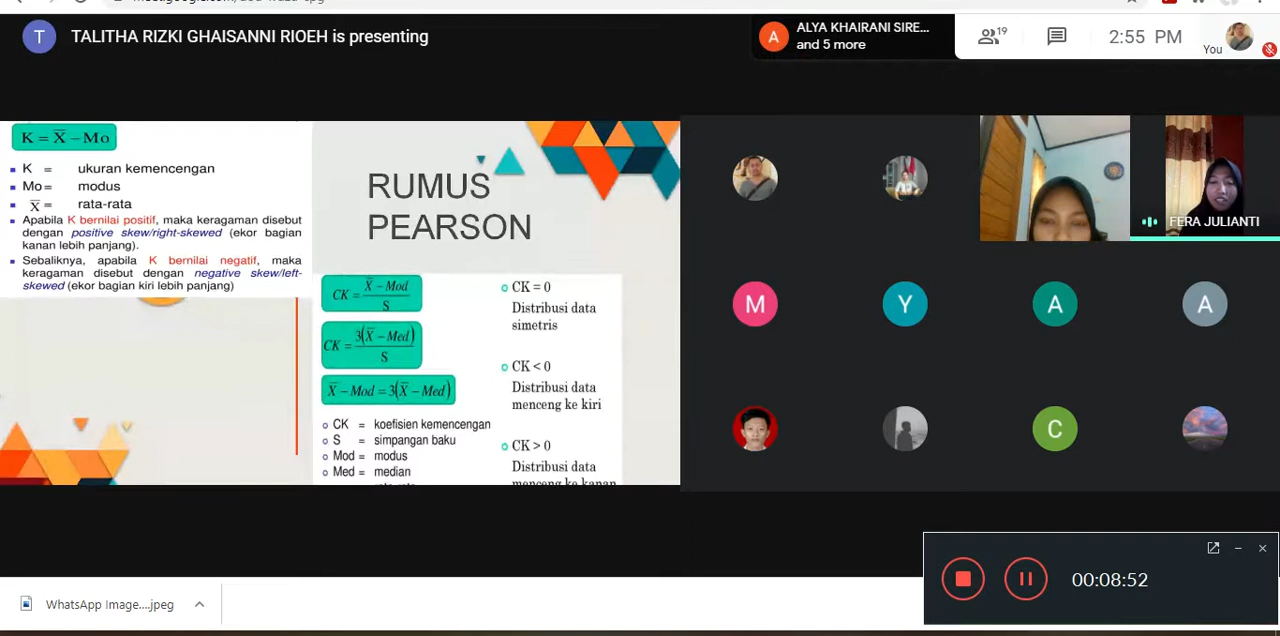 T
TALITHA RIZKI GHAISANNI RIOEH is presenting
A
ALYA KHAIRANI SIRE...
and 5 more
19
2:55 PM
You
K = X̅ – Mo
K = ukuran kemencengan
Mo = modus
X̅ = rata-rata
Apabila K bernilai positif, maka keragaman disebut
dengan positive skew/right-skewed (ekor bagian
kanan lebih panjang).
Sebaliknya, apabila K bernilai negatif, maka
keragaman disebut dengan negative skew/left-
skewed (ekor bagian kiri lebih panjang)
RUMUS
PEARSON
CK = X̅ – Mod
S
CK = 3(X̅ – Med)
S
X̅ – Mod = 3(X̅ – Med)
CK = koefisien kemencengan
S = simpangan baku
Mod = modus
Med = median
CK = 0
Distribusi data
simetris
CK < 0
Distribusi data
menceng ke kiri
CK > 0
Distribusi data
menceng ke kanan
FERA JULIANTI
M
Y
A
A
C
00:08:52
WhatsApp Image....jpeg